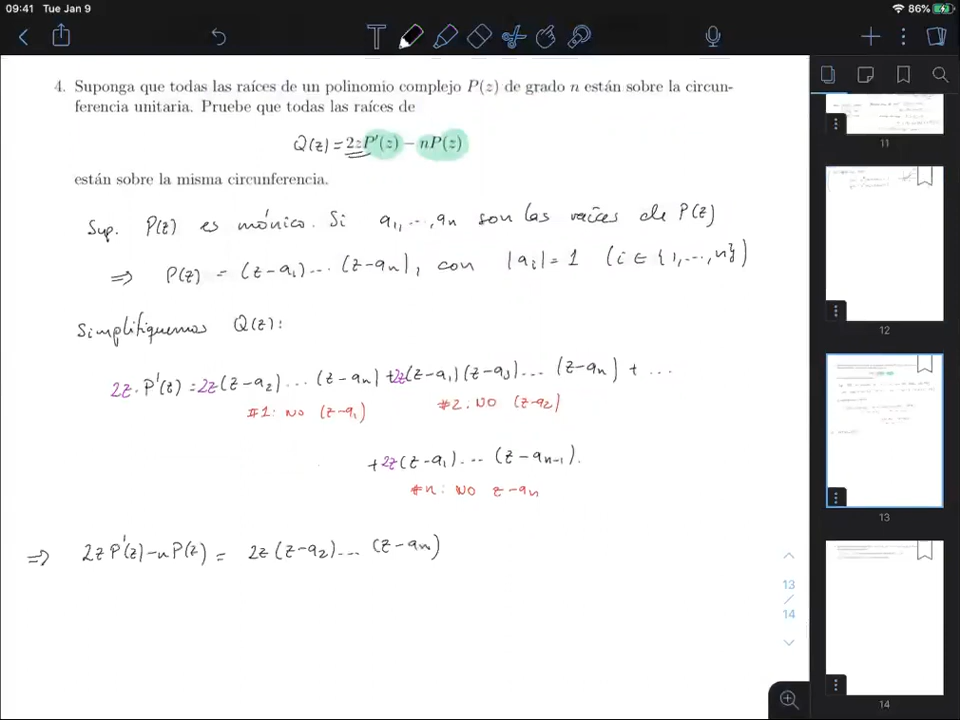 09:41 Tue Jan 9
86%
4. Suponga que todas las raíces de un polinomio complejo P(z) de grado n están sobre la circun-
ferencia unitaria. Pruebe que todas las raíces de
Q(z) = 2zP'(z) − nP(z)
están sobre la misma circunferencia.
Sup. P(z) es mónico. Si a₁, ..., aₙ son las raíces de P(z)
⇒ P(z) = (z-a₁)...(z-aₙ), con |aᵢ| = 1 (i ∈ {1,...,n})
Simplifiquemos Q(z):
2z·P'(z) = 2z(z-a₂)...(z-aₙ) + 2z(z-a₁)(z-a₃)...(z-aₙ) + ...
#1: NO (z-a₁) #2. NO (z-a₂)
+2z(z-a₁)...(z-aₙ₋₁).
#n: NO z-aₙ
⇒ 2zP'(z)-nP(z) = 2z(z-a₂)...(z-aₙ)
11
12
13
14
13
/
14